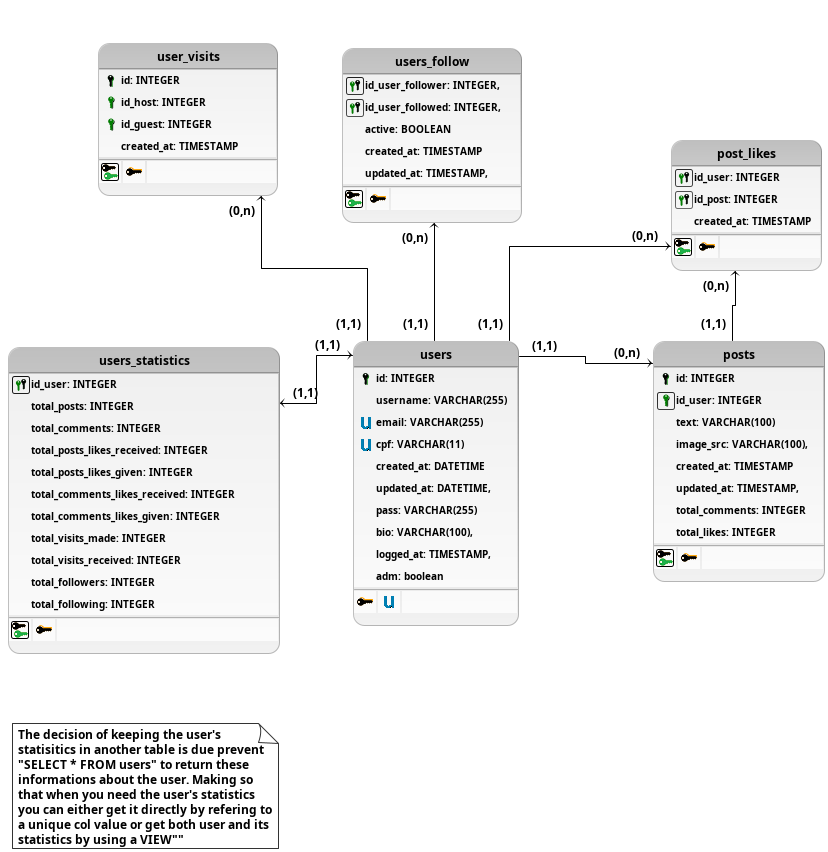 user_visits
id: INTEGER
id_host: INTEGER
id_guest: INTEGER
created_at: TIMESTAMP
users_follow
id_user_follower: INTEGER,
id_user_followed: INTEGER,
active: BOOLEAN
created_at: TIMESTAMP
updated_at: TIMESTAMP,
post_likes
id_user: INTEGER
id_post: INTEGER
created_at: TIMESTAMP
(0,n)
(0,n)
(0,n)
(0,n)
(1,1)
(1,1)
(1,1)
(1,1)
(1,1)
(1,1)
(0,n)
(1,1)
users_statistics
id_user: INTEGER
total_posts: INTEGER
total_comments: INTEGER
total_posts_likes_received: INTEGER
total_posts_likes_given: INTEGER
total_comments_likes_received: INTEGER
total_comments_likes_given: INTEGER
total_visits_made: INTEGER
total_visits_received: INTEGER
total_followers: INTEGER
total_following: INTEGER
users
id: INTEGER
username: VARCHAR(255)
U email: VARCHAR(255)
U cpf: VARCHAR(11)
created_at: DATETIME
updated_at: DATETIME,
pass: VARCHAR(255)
bio: VARCHAR(100),
logged_at: TIMESTAMP,
adm: boolean
U
posts
id: INTEGER
id_user: INTEGER
text: VARCHAR(100)
image_src: VARCHAR(100),
created_at: TIMESTAMP
updated_at: TIMESTAMP,
total_comments: INTEGER
total_likes: INTEGER
The decision of keeping the user's
statisitics in another table is due prevent
"SELECT * FROM users" to return these
informations about the user. Making so
that when you need the user's statistics
you can either get it directly by refering to
a unique col value or get both user and its
statistics by using a VIEW""